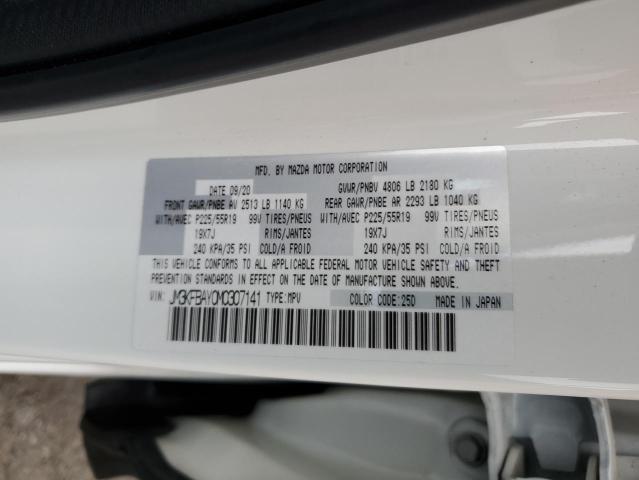 MFD. BY MAZDA MOTOR CORPORATION
DATE 09/20 GVWR/PNBV 4806 LB 2180 KG
FRONT GAWR/PNBE AV 2513 LB 1140 KG REAR GAWR/PNBE AR 2293 LB 1040 KG
WITH/AVEC P225/55R19 99V TIRES/PNEUS WITH/AVEC P225/55R19 99V TIRES/PNEUS
19X7J RIMS/JANTES 19X7J RIMS/JANTES
240 KPA/35 PSI COLD/A FROID 240 KPA/35 PSI COLD/A FROID
THIS VEHICLE CONFORMS TO ALL APPLICABLE FEDERAL MOTOR VEHICLE SAFETY AND THEFT
PREVENTION STANDARDS IN EFFECT ON THE DATE OF MANUFACTURE SHOWN ABOVE.
VIN: JM3KFBAY0M0307141 TYPE: MPV COLOR CODE: 25D MADE IN JAPAN